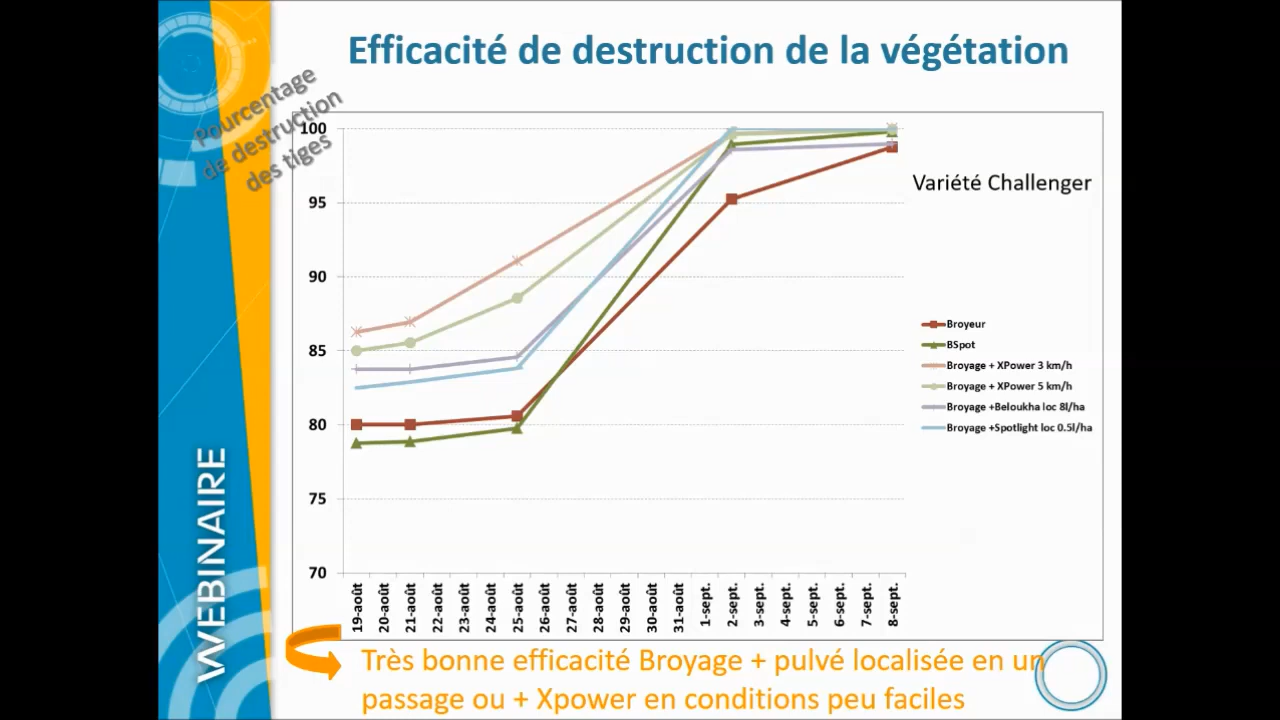 Efficacité de destruction de la végétation
Pourcentage
de destruction
des tiges
100
95
90
85
80
75
70
19-août
20-août
21-août
22-août
23-août
24-août
25-août
26-août
27-août
28-août
29-août
30-août
31-août
1-sept.
2-sept.
3-sept.
4-sept.
5-sept.
6-sept.
7-sept.
8-sept.
Variété Challenger
Broyeur
BSpot
Broyage + XPower 3 km/h
Broyage + XPower 5 km/h
Broyage +Beloukha loc 8l/ha
Broyage +Spotlight loc 0.5l/ha
WEBINAIRE
Très bonne efficacité Broyage + pulvé localisée en un
passage ou + Xpower en conditions peu faciles